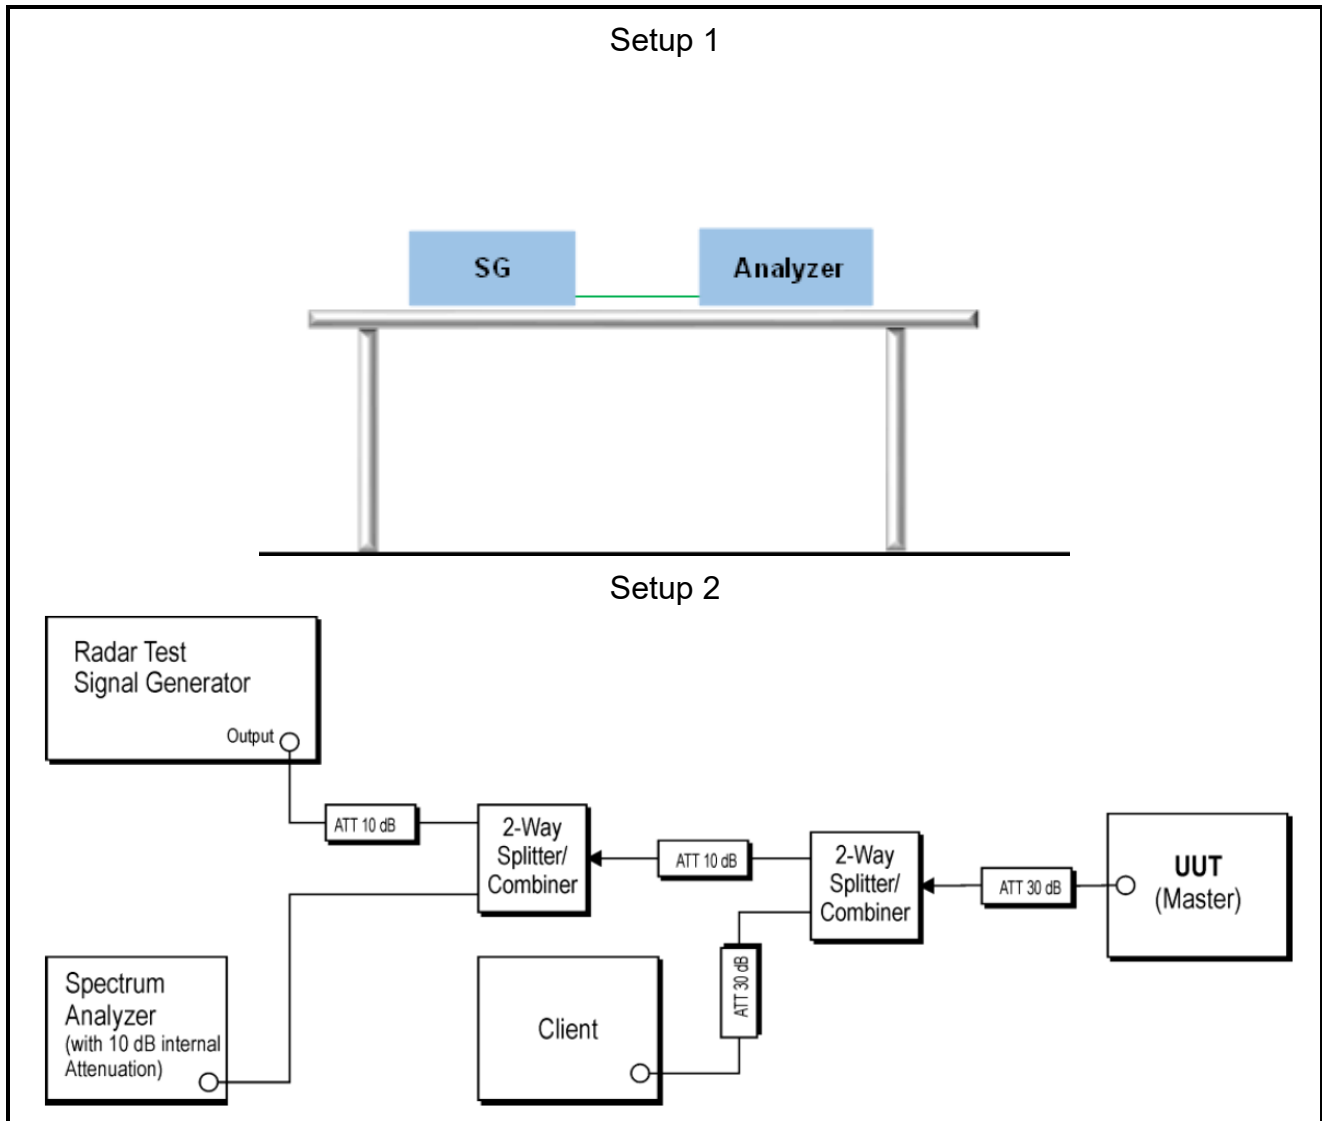 Setup 1
SG
Analyzer
Setup 2
Radar Test
Signal Generator
Output
ATT 10 dB
2-Way
Splitter/
Combiner
ATT 10 dB
2-Way
Splitter/
Combiner
ATT 30 dB
UUT
(Master)
Spectrum
Analyzer
(with 10 dB internal
Attenuation)
Client
ATT 30 dB